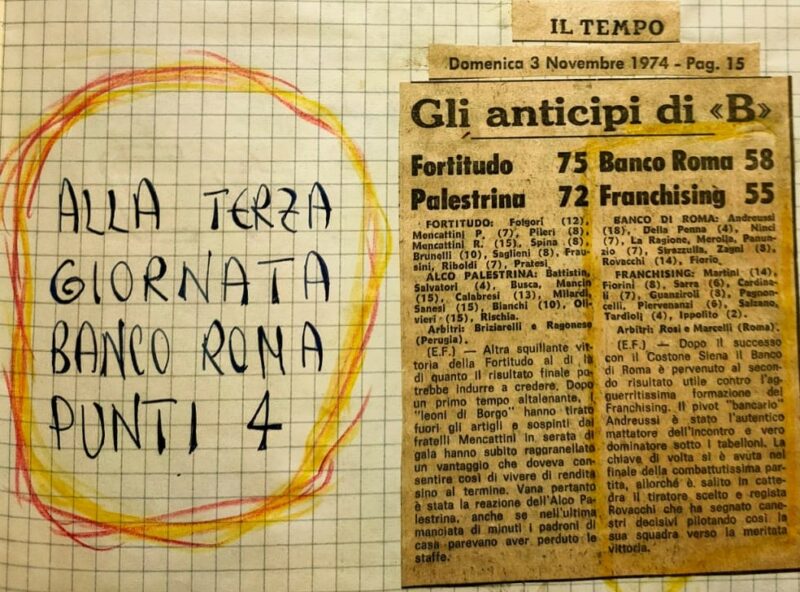 ALLA TERZA
GIORNATA
BANCO ROMA
PUNTI 4
IL TEMPO
Domenica 3 Novembre 1974 - Pag. 15
Gli anticipi di «B»
Fortitudo 75
Palestrina 72
FORTITUDO: Folgori (12),
Mencattini P. (7), Pileri (8),
Mencattini R. (15), Spina (8),
Brunelli (10), Saglieni (8), Frau-
sini, Riboldi (7), Pratesi.
ALCO PALESTRINA: Battistin,
Salvatori (4), Busca, Mancin
(15), Calabresi (13), Milardi,
Sanesi (15), Bianchi (10), Oli-
vieri (15), Rischia.
Arbitri: Briziarelli e Ragonese
(Perugia).
(E.F.) — Altra squillante vit-
toria della Fortitudo al di là
di quanto il risultato finale po-
trebbe indurre a credere. Dopo
un primo tempo altalenante, i
"leoni di Borgo" hanno tirato
fuori gli artigli e sospinti dai
fratelli Mencattini in serata di
gala hanno subito raggranellato
un vantaggio che doveva con-
sentire così di vivere di rendita
sino al termine. Vana pertanto
è stata la reazione dell'Alco Pa-
lestrina, anche se nell'ultima
manciata di minuti i padroni di
casa parevano aver perduto le
staffe.
Banco Roma 58
Franchising 55
BANCO DI ROMA: Andreussi
(18), Della Penna (4), Ninci
(7), La Ragione, Merolla, Panun-
zio (7), Strazzulla, Zagni (8),
Rovacchi (14), Fiorio.
FRANCHISING: Martini (14),
Fiorini (8), Sarra (6), Cardina-
li (7), Guanziroli (8), Pagnon-
celli, Piervenanzi (6), Salzano,
Tardioli (4), Ippolito (2).
Arbitri: Rosi e Marcelli (Roma).
(E.F.) — Dopo il successo
con il Costone Siena il Banco
di Roma è pervenuto al secon-
do risultato utile contro l'ag-
guerritissima formazione del
Franchising. Il pivot "bancario"
Andreussi è stato l'autentico
mattatore dell'incontro e vero
dominatore sotto i tabelloni. La
chiave di volta si è avuta nel
finale della combattutissima par-
tita, allorché è salito in catte-
dra il tiratore scelto e regista
Rovacchi che ha segnato cane-
stri decisivi pilotando così la
sua squadra verso la meritata
vittoria.